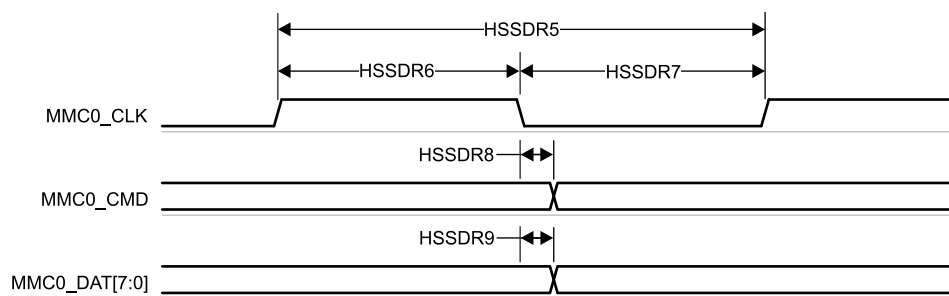 HSSDR5
HSSDR6
HSSDR7
MMC0_CLK
HSSDR8
MMC0_CMD
HSSDR9
MMC0_DAT[7:0]